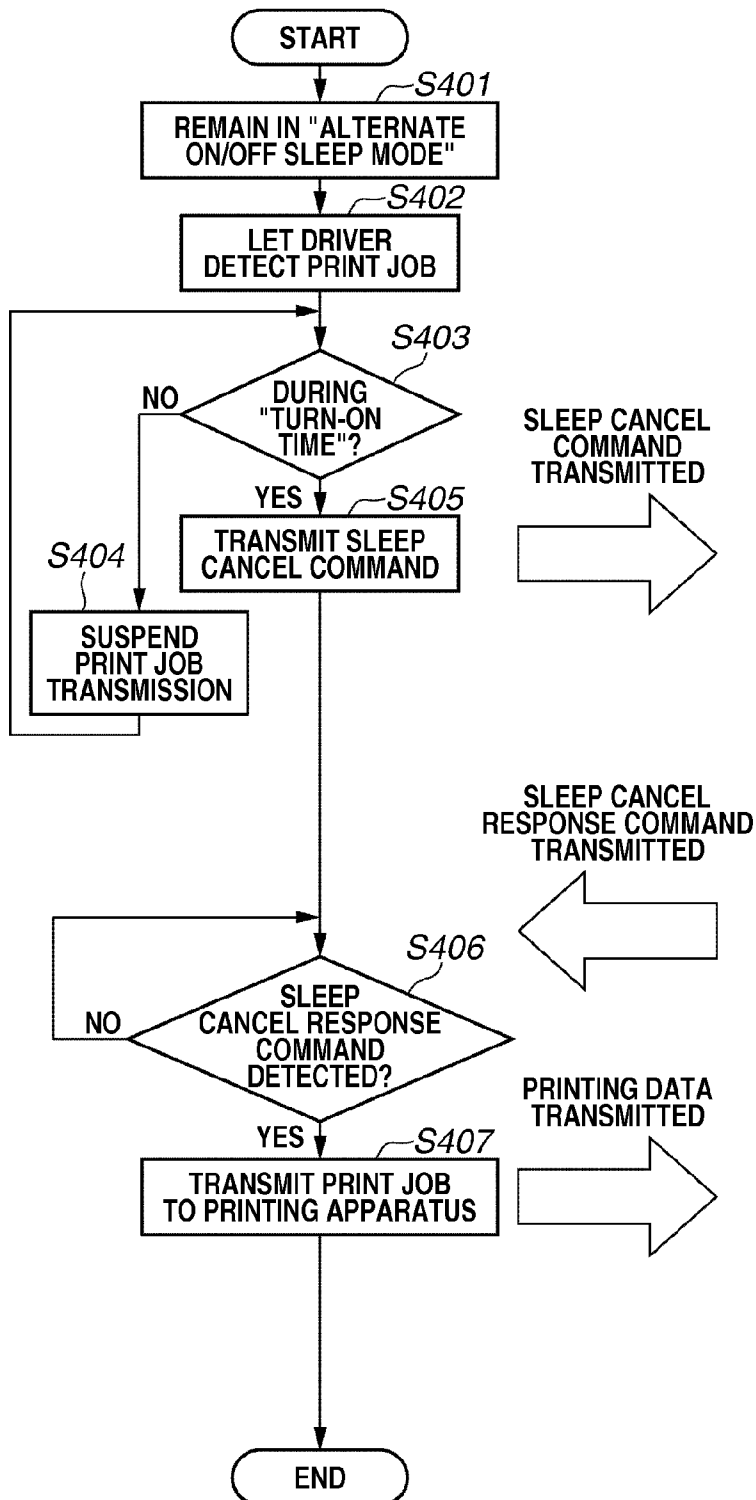 START
S401
REMAIN IN "ALTERNATE
ON/OFF SLEEP MODE"
S402
LET DRIVER
DETECT PRINT JOB
S403
DURING
"TURN-ON
TIME"?
NO
YES
SLEEP CANCEL
COMMAND
TRANSMITTED
S405
TRANSMIT SLEEP
CANCEL COMMAND
S404
SUSPEND
PRINT JOB
TRANSMISSION
SLEEP CANCEL
RESPONSE COMMAND
TRANSMITTED
S406
SLEEP
CANCEL RESPONSE
COMMAND
DETECTED?
NO
YES
PRINTING DATA
TRANSMITTED
S407
TRANSMIT PRINT JOB
TO PRINTING APPARATUS
END